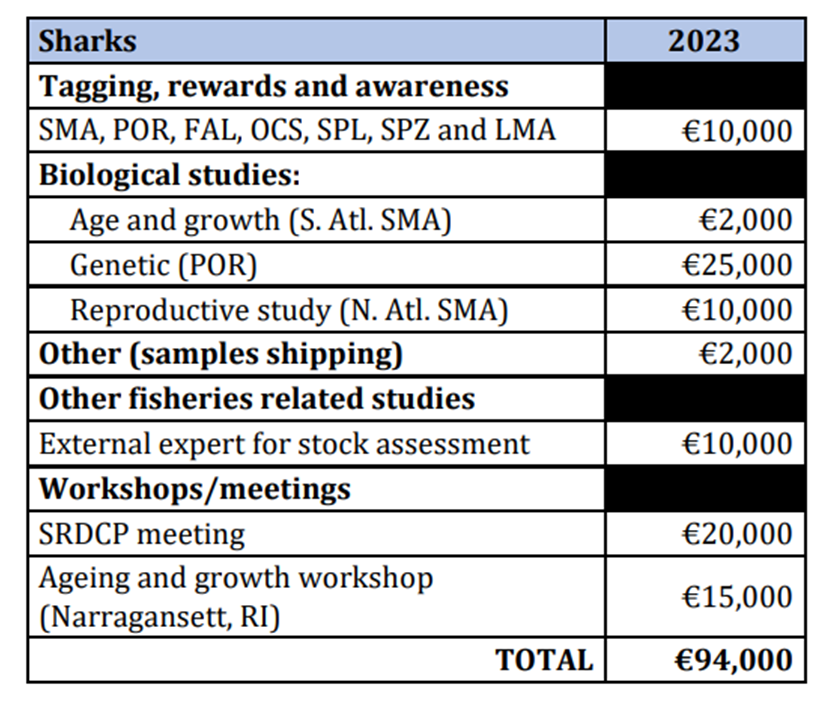 Sharks 2023
Tagging, rewards and awareness
SMA, POR, FAL, OCS, SPL, SPZ and LMA €10,000
Biological studies:
Age and growth (S. Atl. SMA) €2,000
Genetic (POR) €25,000
Reproductive study (N. Atl. SMA) €10,000
Other (samples shipping) €2,000
Other fisheries related studies
External expert for stock assessment €10,000
Workshops/meetings
SRDCP meeting €20,000
Ageing and growth workshop
(Narragansett, RI) €15,000
TOTAL €94,000